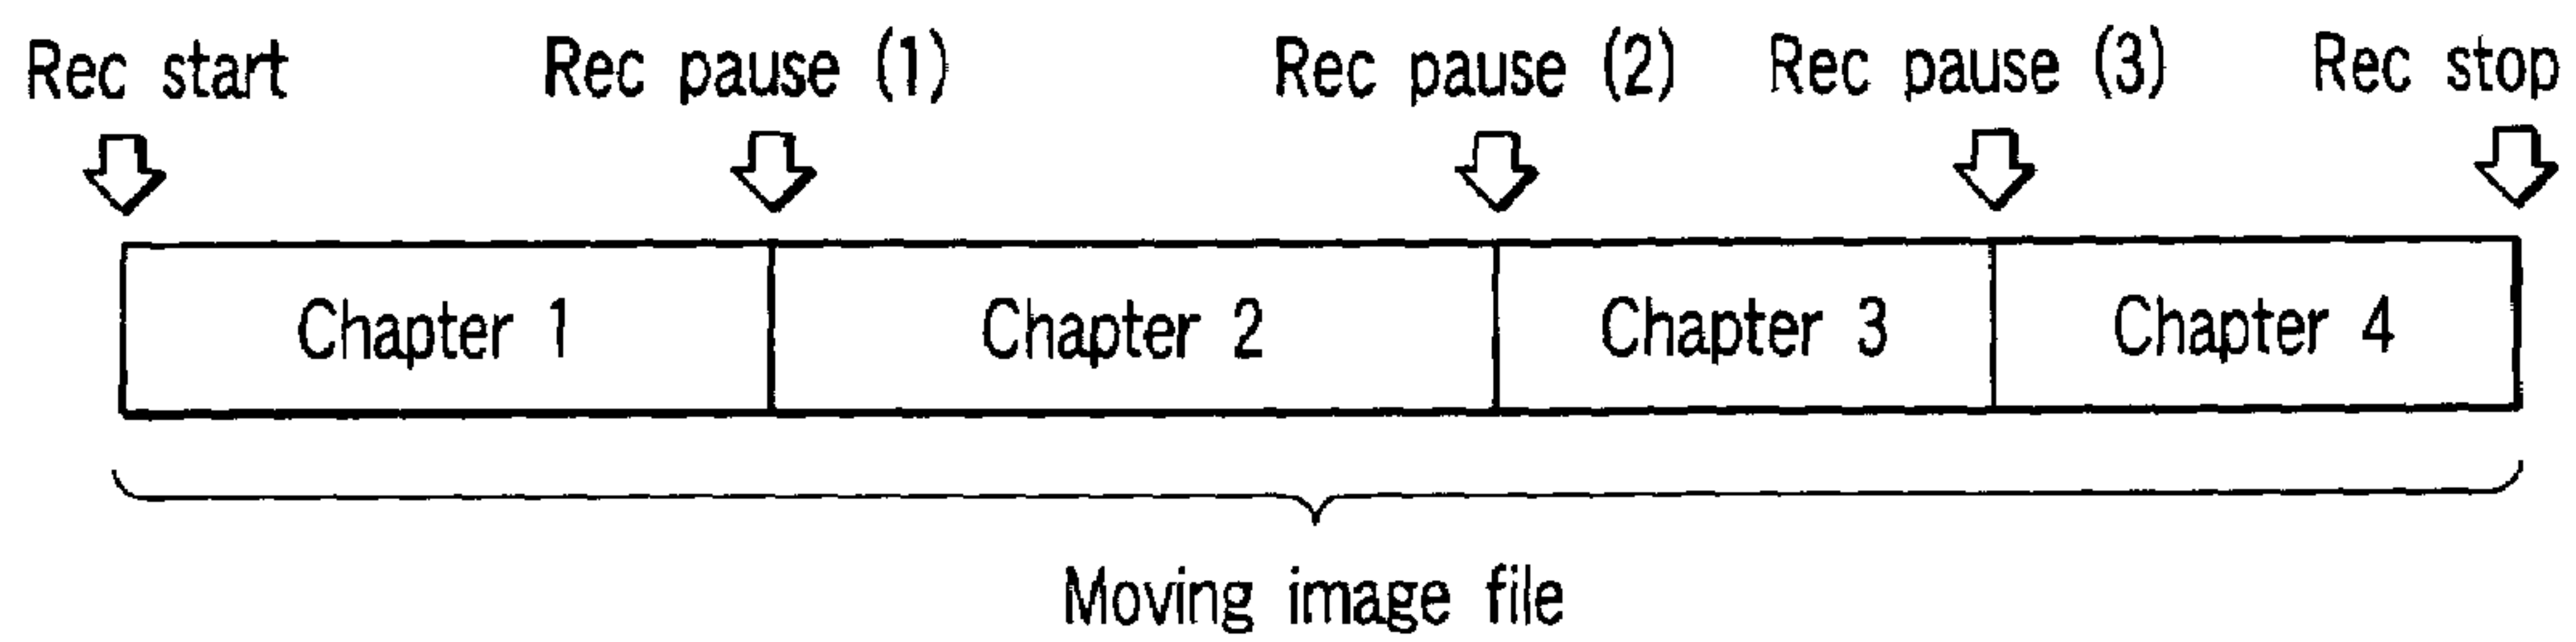 Rec start Rec pause (1) Rec pause (2) Rec pause (3) Rec stop
Chapter 1 Chapter 2 Chapter 3 Chapter 4
Moving image file